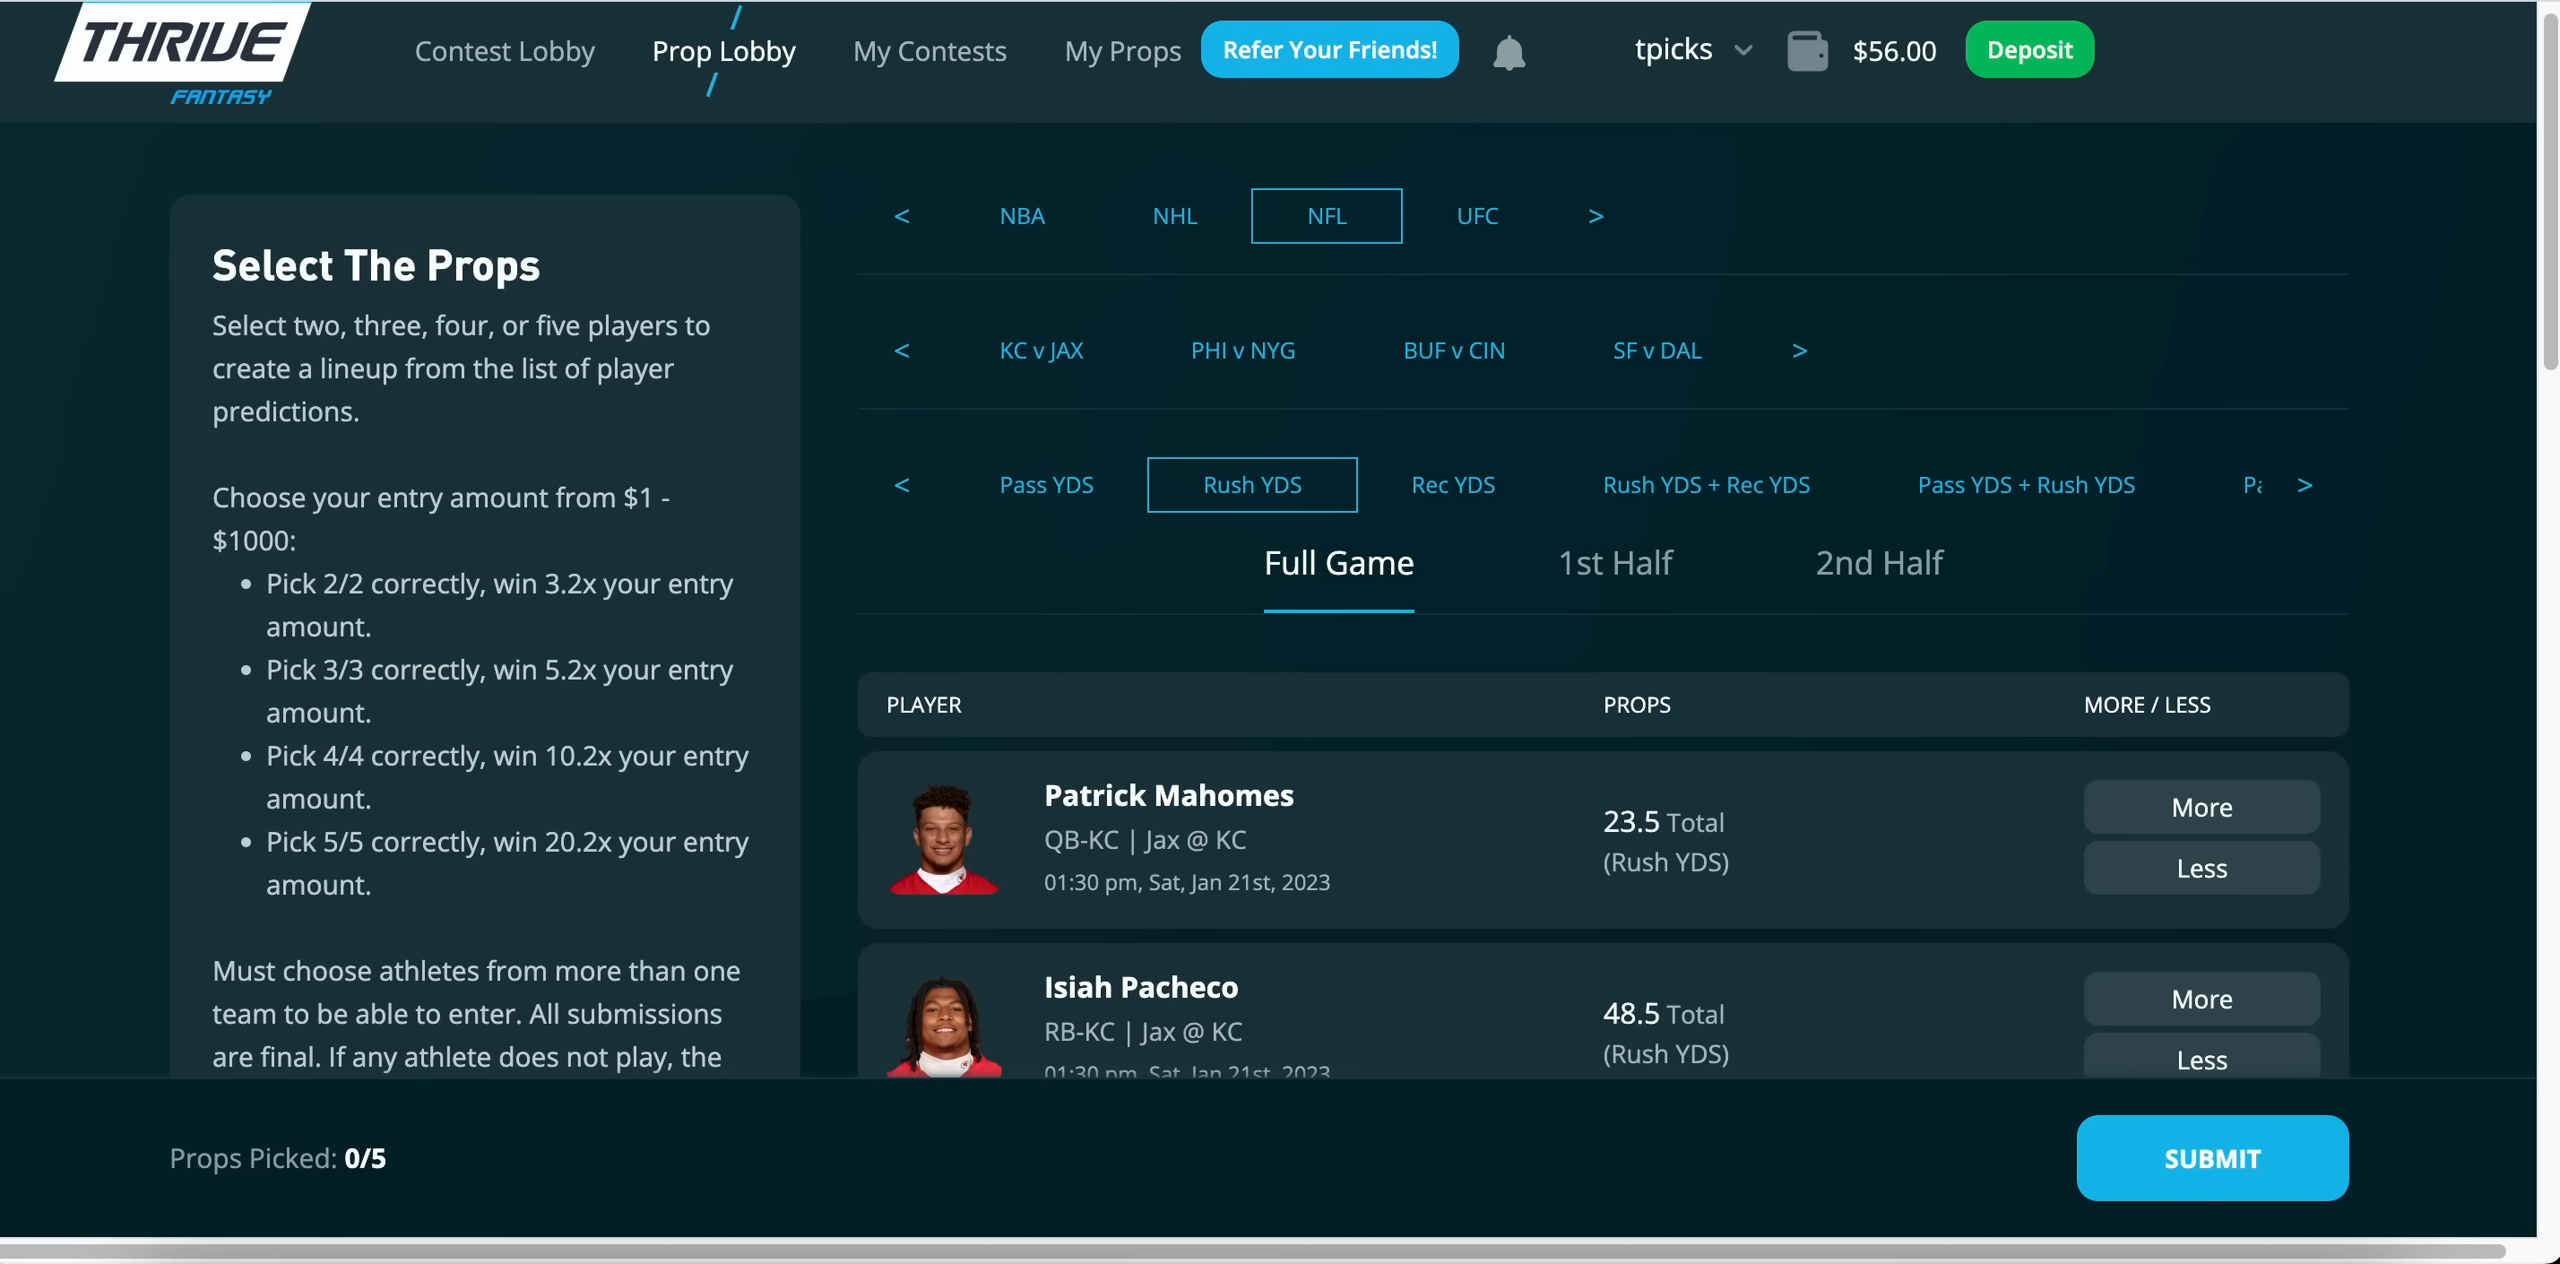 THRIVE
FANTASY
Contest Lobby
Prop Lobby
My Contests
My Props
Refer Your Friends!
tpicks
$56.00
Deposit
Select The Props
Select two, three, four, or five players to
create a lineup from the list of player
predictions.
Choose your entry amount from $1 -
$1000:
• Pick 2/2 correctly, win 3.2x your entry
amount.
• Pick 3/3 correctly, win 5.2x your entry
amount.
• Pick 4/4 correctly, win 10.2x your entry
amount.
• Pick 5/5 correctly, win 20.2x your entry
amount.
Must choose athletes from more than one
team to be able to enter. All submissions
are final. If any athlete does not play, the
< NBA NHL NFL UFC >
< KC v JAX PHI v NYG BUF v CIN SF v DAL >
< Pass YDS Rush YDS Rec YDS Rush YDS + Rec YDS Pass YDS + Rush YDS >
Full Game 1st Half 2nd Half
PLAYER PROPS MORE / LESS
Patrick Mahomes
QB-KC | Jax @ KC
01:30 pm, Sat, Jan 21st, 2023
23.5 Total
(Rush YDS)
More
Less
Isiah Pacheco
RB-KC | Jax @ KC
01:30 pm, Sat, Jan 21st, 2023
48.5 Total
(Rush YDS)
More
Less
Props Picked: 0/5
SUBMIT